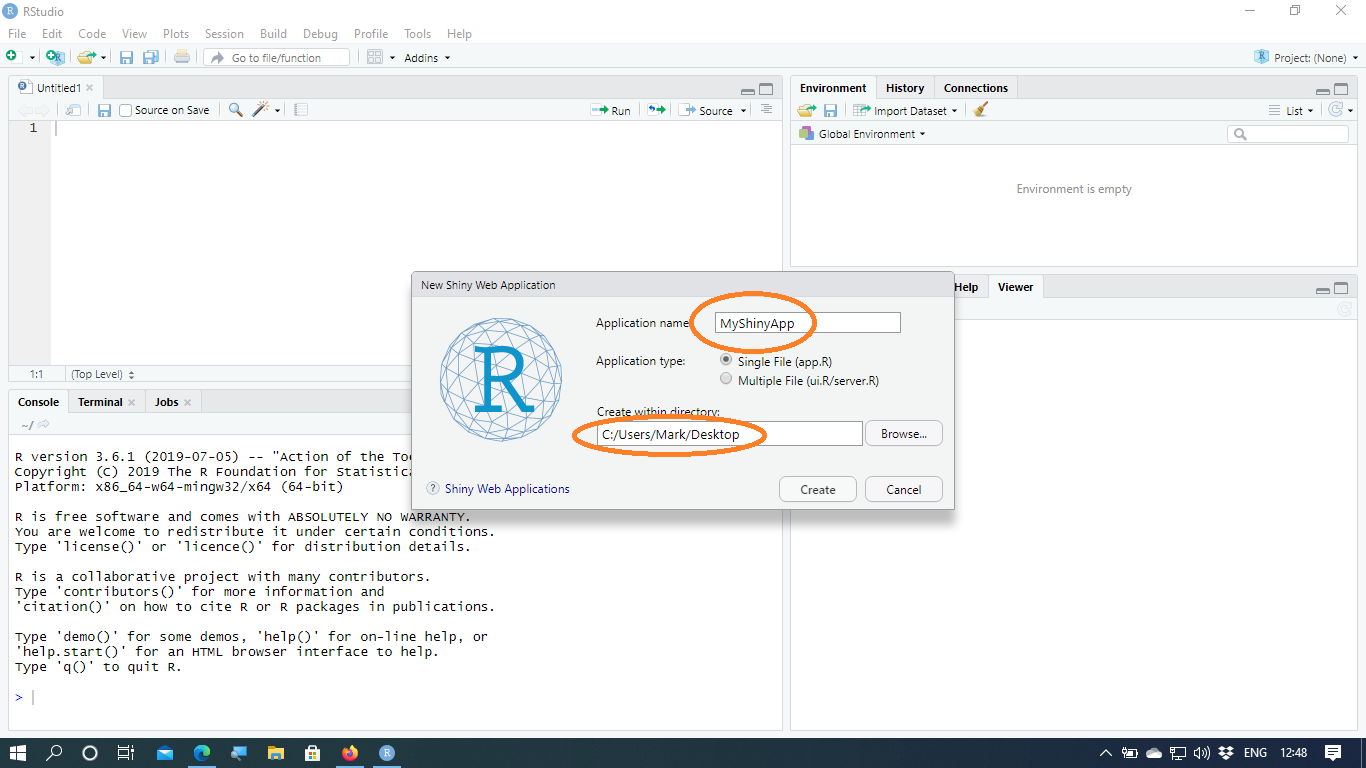 RStudio
File Edit Code View Plots Session Build Debug Profile Tools Help
Go to file/function Addins Project: (None)
Untitled1
Source on Save Run Source
1
1:1 (Top Level)
Environment History Connections
Import Dataset List
Global Environment
Environment is empty
Help Viewer
New Shiny Web Application
R
Application name
MyShinyApp
Application type:
Single File (app.R)
Multiple File (ui.R/server.R)
Create within directory:
C:/Users/Mark/Desktop Browse...
? Shiny Web Applications Create Cancel
Console Terminal Jobs
~/
R version 3.6.1 (2019-07-05) -- "Action of the Toe
Copyright (C) 2019 The R Foundation for Statistica
Platform: x86_64-w64-mingw32/x64 (64-bit)
R is free software and comes with ABSOLUTELY NO WARRANTY.
You are welcome to redistribute it under certain conditions.
Type 'license()' or 'licence()' for distribution details.
R is a collaborative project with many contributors.
Type 'contributors()' for more information and
'citation()' on how to cite R or R packages in publications.
Type 'demo()' for some demos, 'help()' for on-line help, or
'help.start()' for an HTML browser interface to help.
Type 'q()' to quit R.
>
ENG 12:48